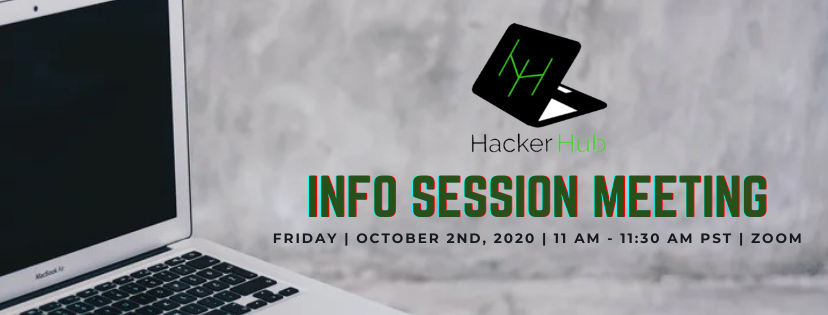 Hacker Hub
INFO SESSION MEETING
FRIDAY | OCTOBER 2ND, 2020 | 11 AM - 11:30 AM PST | ZOOM
MacBook Air